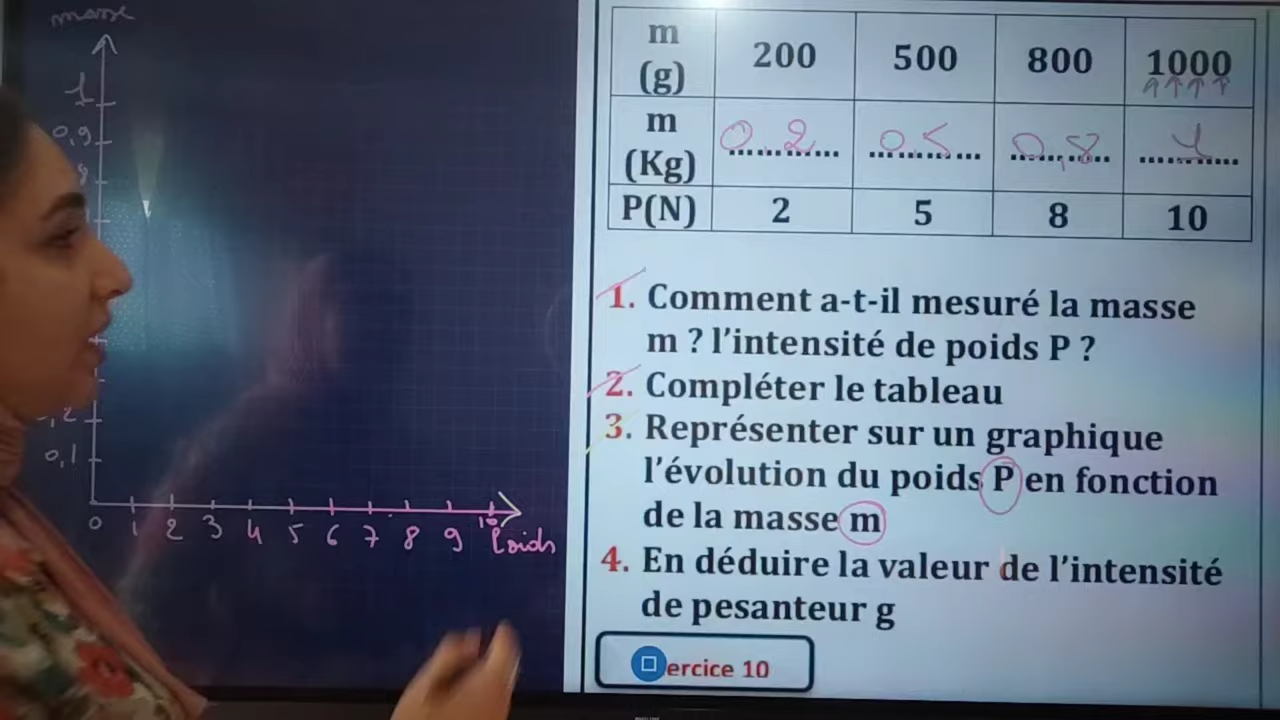 masse
1
0,9
8
,2
0,1
0 1 2 3 4 5 6 7 8 9 10 Poids
m (g) 200 500 800 1000
m (Kg) 0,2 0,5 0,8 1
P(N) 2 5 8 10
1. Comment a-t-il mesuré la masse
m ? l'intensité de poids P ?
2. Compléter le tableau
3. Représenter sur un graphique
l'évolution du poids P en fonction
de la masse m
4. En déduire la valeur de l'intensité
de pesanteur g
ercice 10